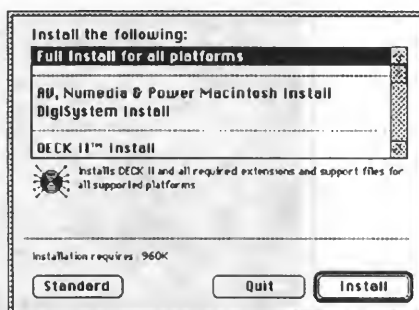 Install the following:
Full Install for all platforms
AV, Numedia & Power Macintosh Install
DigiSystem Install
DECK II™ Install
Installs DECK II and all required extensions and support files for
all supported platforms
Installation requires: 960K
Standard
Quit
Install